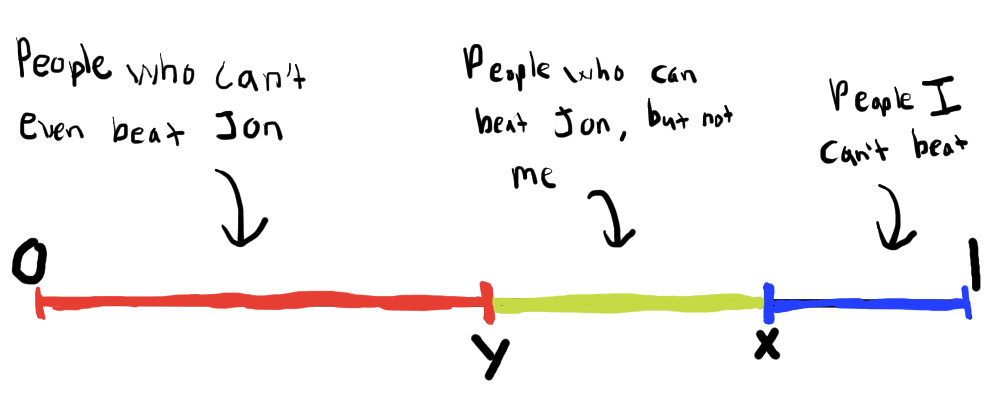 People who can't
even beat Jon
People who can
beat Jon, but not
me
People I
can't beat
0
1
y
x